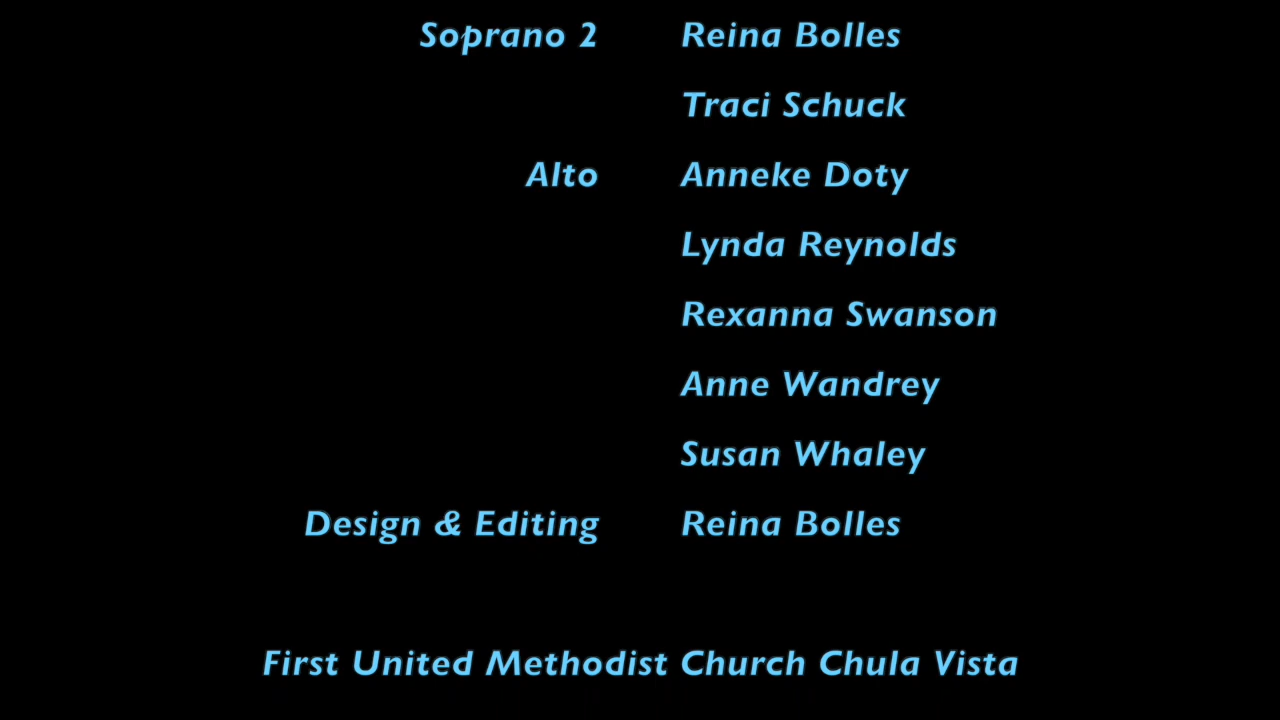 Soprano 2 Reina Bolles
Traci Schuck
Alto Anneke Doty
Lynda Reynolds
Rexanna Swanson
Anne Wandrey
Susan Whaley
Design & Editing Reina Bolles
First United Methodist Church Chula Vista